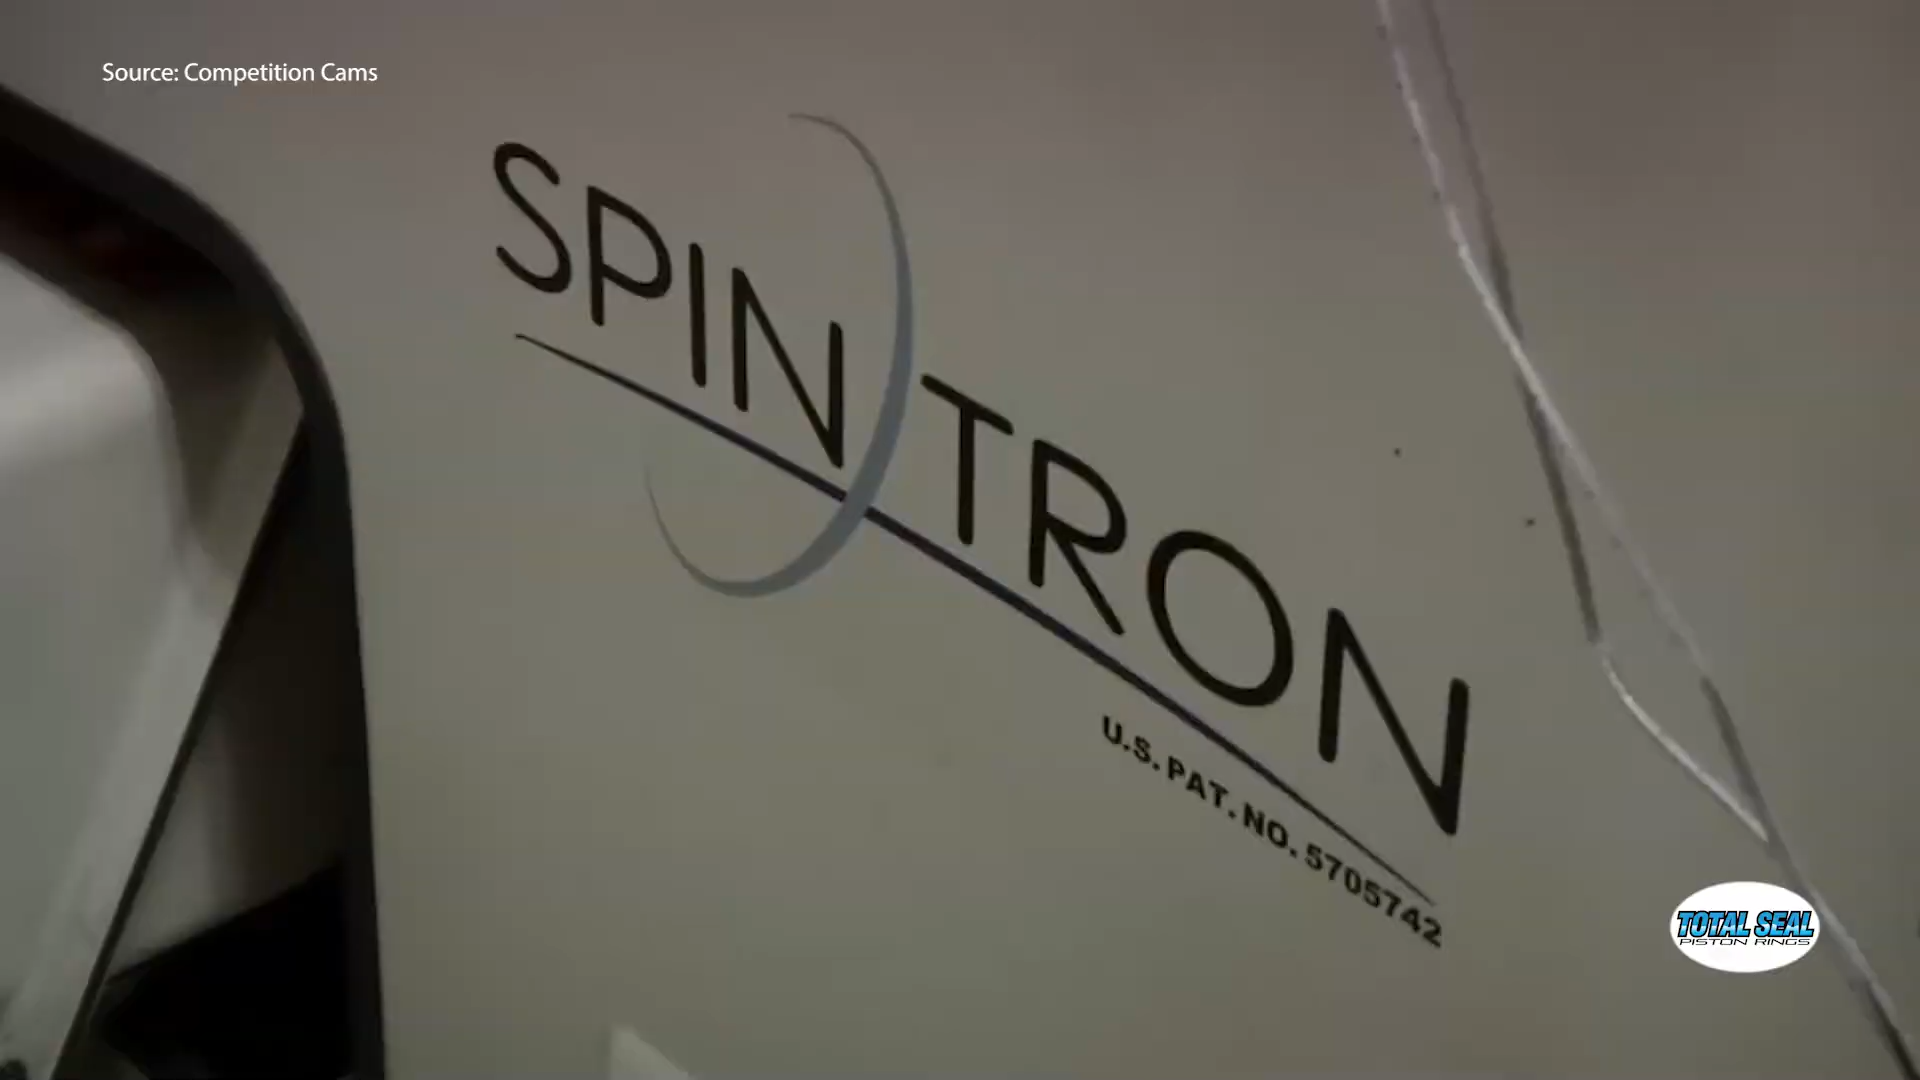 Source: Competition Cams
SPINTRON
U.S. PAT. NO. 5705742
TOTAL SEAL
PISTON RINGS